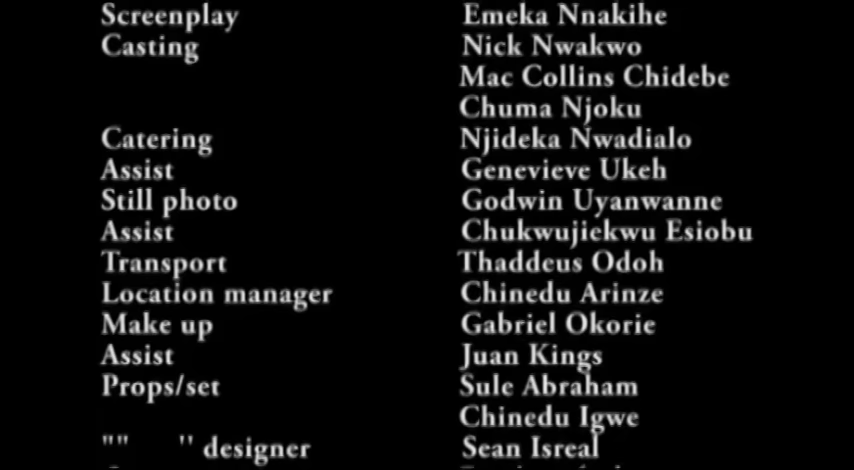 Screenplay Emeka Nnakihe
Casting Nick Nwakwo
Mac Collins Chidebe
Chuma Njoku
Catering Njideka Nwadialo
Assist Genevieve Ukeh
Still photo Godwin Uyanwanne
Assist Chukwujiekwu Esiobu
Transport Thaddeus Odoh
Location manager Chinedu Arinze
Make up Gabriel Okorie
Assist Juan Kings
Props/set Sule Abraham
Chinedu Igwe
"" '' designer Sean Isreal